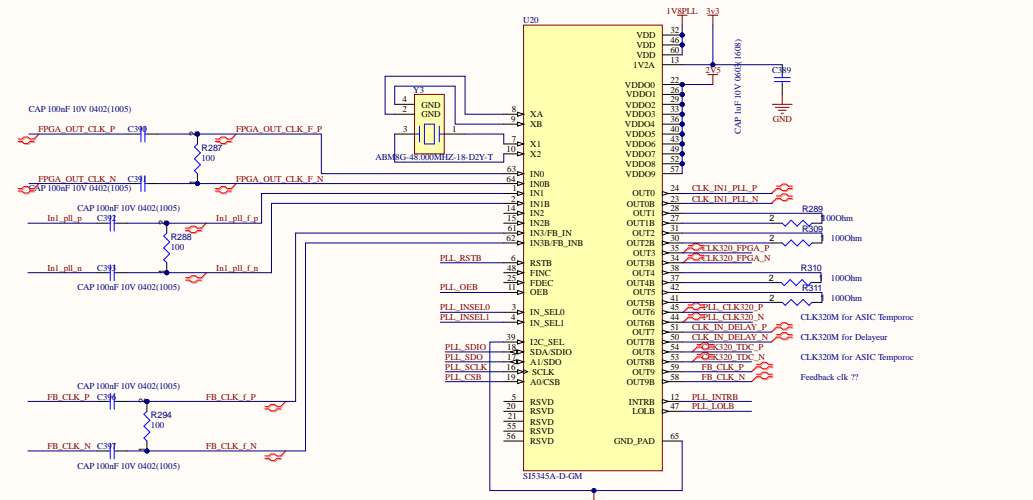 U20
1V8PLL 3v3
VDD 32
VDD 46
VDD 60
1V2A 13
2V5
C389
CAP 1uF 10V 0603(1608)
GND
VDDO0 22
VDDO1 26
VDDO2 29
VDDO3 33
VDDO4 36
VDDO5 40
VDDO6 43
VDDO7 49
VDDO8 52
VDDO9 57
Y3
4 GND
2 GND
3 1
ABM8G-48.000MHZ-18-D2Y-T
8 XA
9 XB
7 X1
10 X2
63 IN0
64 IN0B
1 IN1
2 IN1B
14 IN2
15 IN2B
61 IN3/FB_IN
62 IN3B/FB_INB
PLL_RSTB 6 RSTB
48 FINC
25 FDEC
PLL_OEB 11 OEB
PLL_INSEL0 3 IN_SEL0
PLL_INSEL1 4 IN_SEL1
39 I2C_SEL
PLL_SDIO 18 SDA/SDIO
PLL_SDO 17 A1/SDO
PLL_SCLK 16 SCLK
PLL_CSB 19 A0/CSB
5 RSVD
20 RSVD
21 RSVD
55 RSVD
56 RSVD
SI5345A-D-GM
CAP 100nF 10V 0402(1005)
FPGA_OUT_CLK_P C390 FPGA_OUT_CLK_F_P
R287
100
FPGA_OUT_CLK_N C391 FPGA_OUT_CLK_F_N
CAP 100nF 10V 0402(1005)
CAP 100nF 10V 0402(1005)
In1_pll_p C392 In1_pll_f_p
R288
100
In1_pll_n C393 In1_pll_f_n
CAP 100nF 10V 0402(1005)
CAP 100nF 10V 0402(1005)
FB_CLK_P C396 FB_CLK_f_P
R294
100
FB_CLK_N C397 FB_CLK_f_N
CAP 100nF 10V 0402(1005)
OUT0 24 CLK_IN1_PLL_P
OUT0B 23 CLK_IN1_PLL_N
OUT1 28 R289
OUT1B 27 2 100Ohm
OUT2 31 R309
OUT2B 30 2 1 100Ohm
OUT3 35 CLK320_FPGA_P
OUT3B 34 CLK320_FPGA_N
OUT4 38 R310
OUT4B 37 2 1 100Ohm
OUT5 42 R311
OUT5B 41 2 1 100Ohm
OUT6 45 PLL_CLK320_P
OUT6B 44 PLL_CLK320_N CLK320M for ASIC Temporoc
OUT7 51 CLK_IN_DELAY_P
OUT7B 50 CLK_IN_DELAY_N CLK320M for Delayeur
OUT8 54 K320_TDC_P
OUT8B 53 K320_TDC_N CLK320M for ASIC Temporoc
OUT9 59 FB_CLK_P
OUT9B 58 FB_CLK_N Feedback clk ??
INTRB 12 PLL_INTRB
LOLB 47 PLL_LOLB
GND_PAD 65